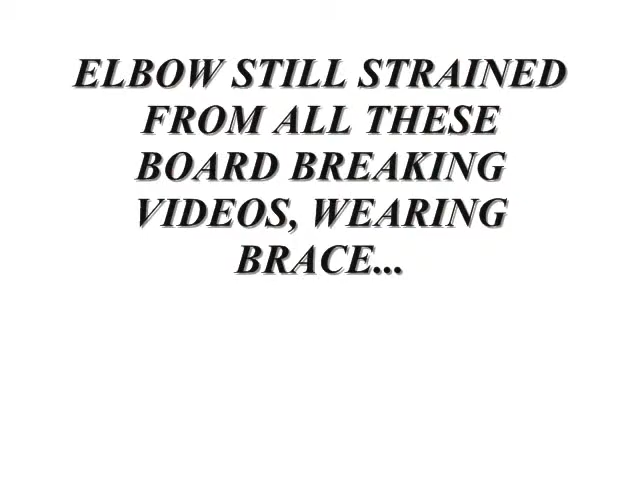 ELBOW STILL STRAINED
FROM ALL THESE
BOARD BREAKING
VIDEOS, WEARING
BRACE...